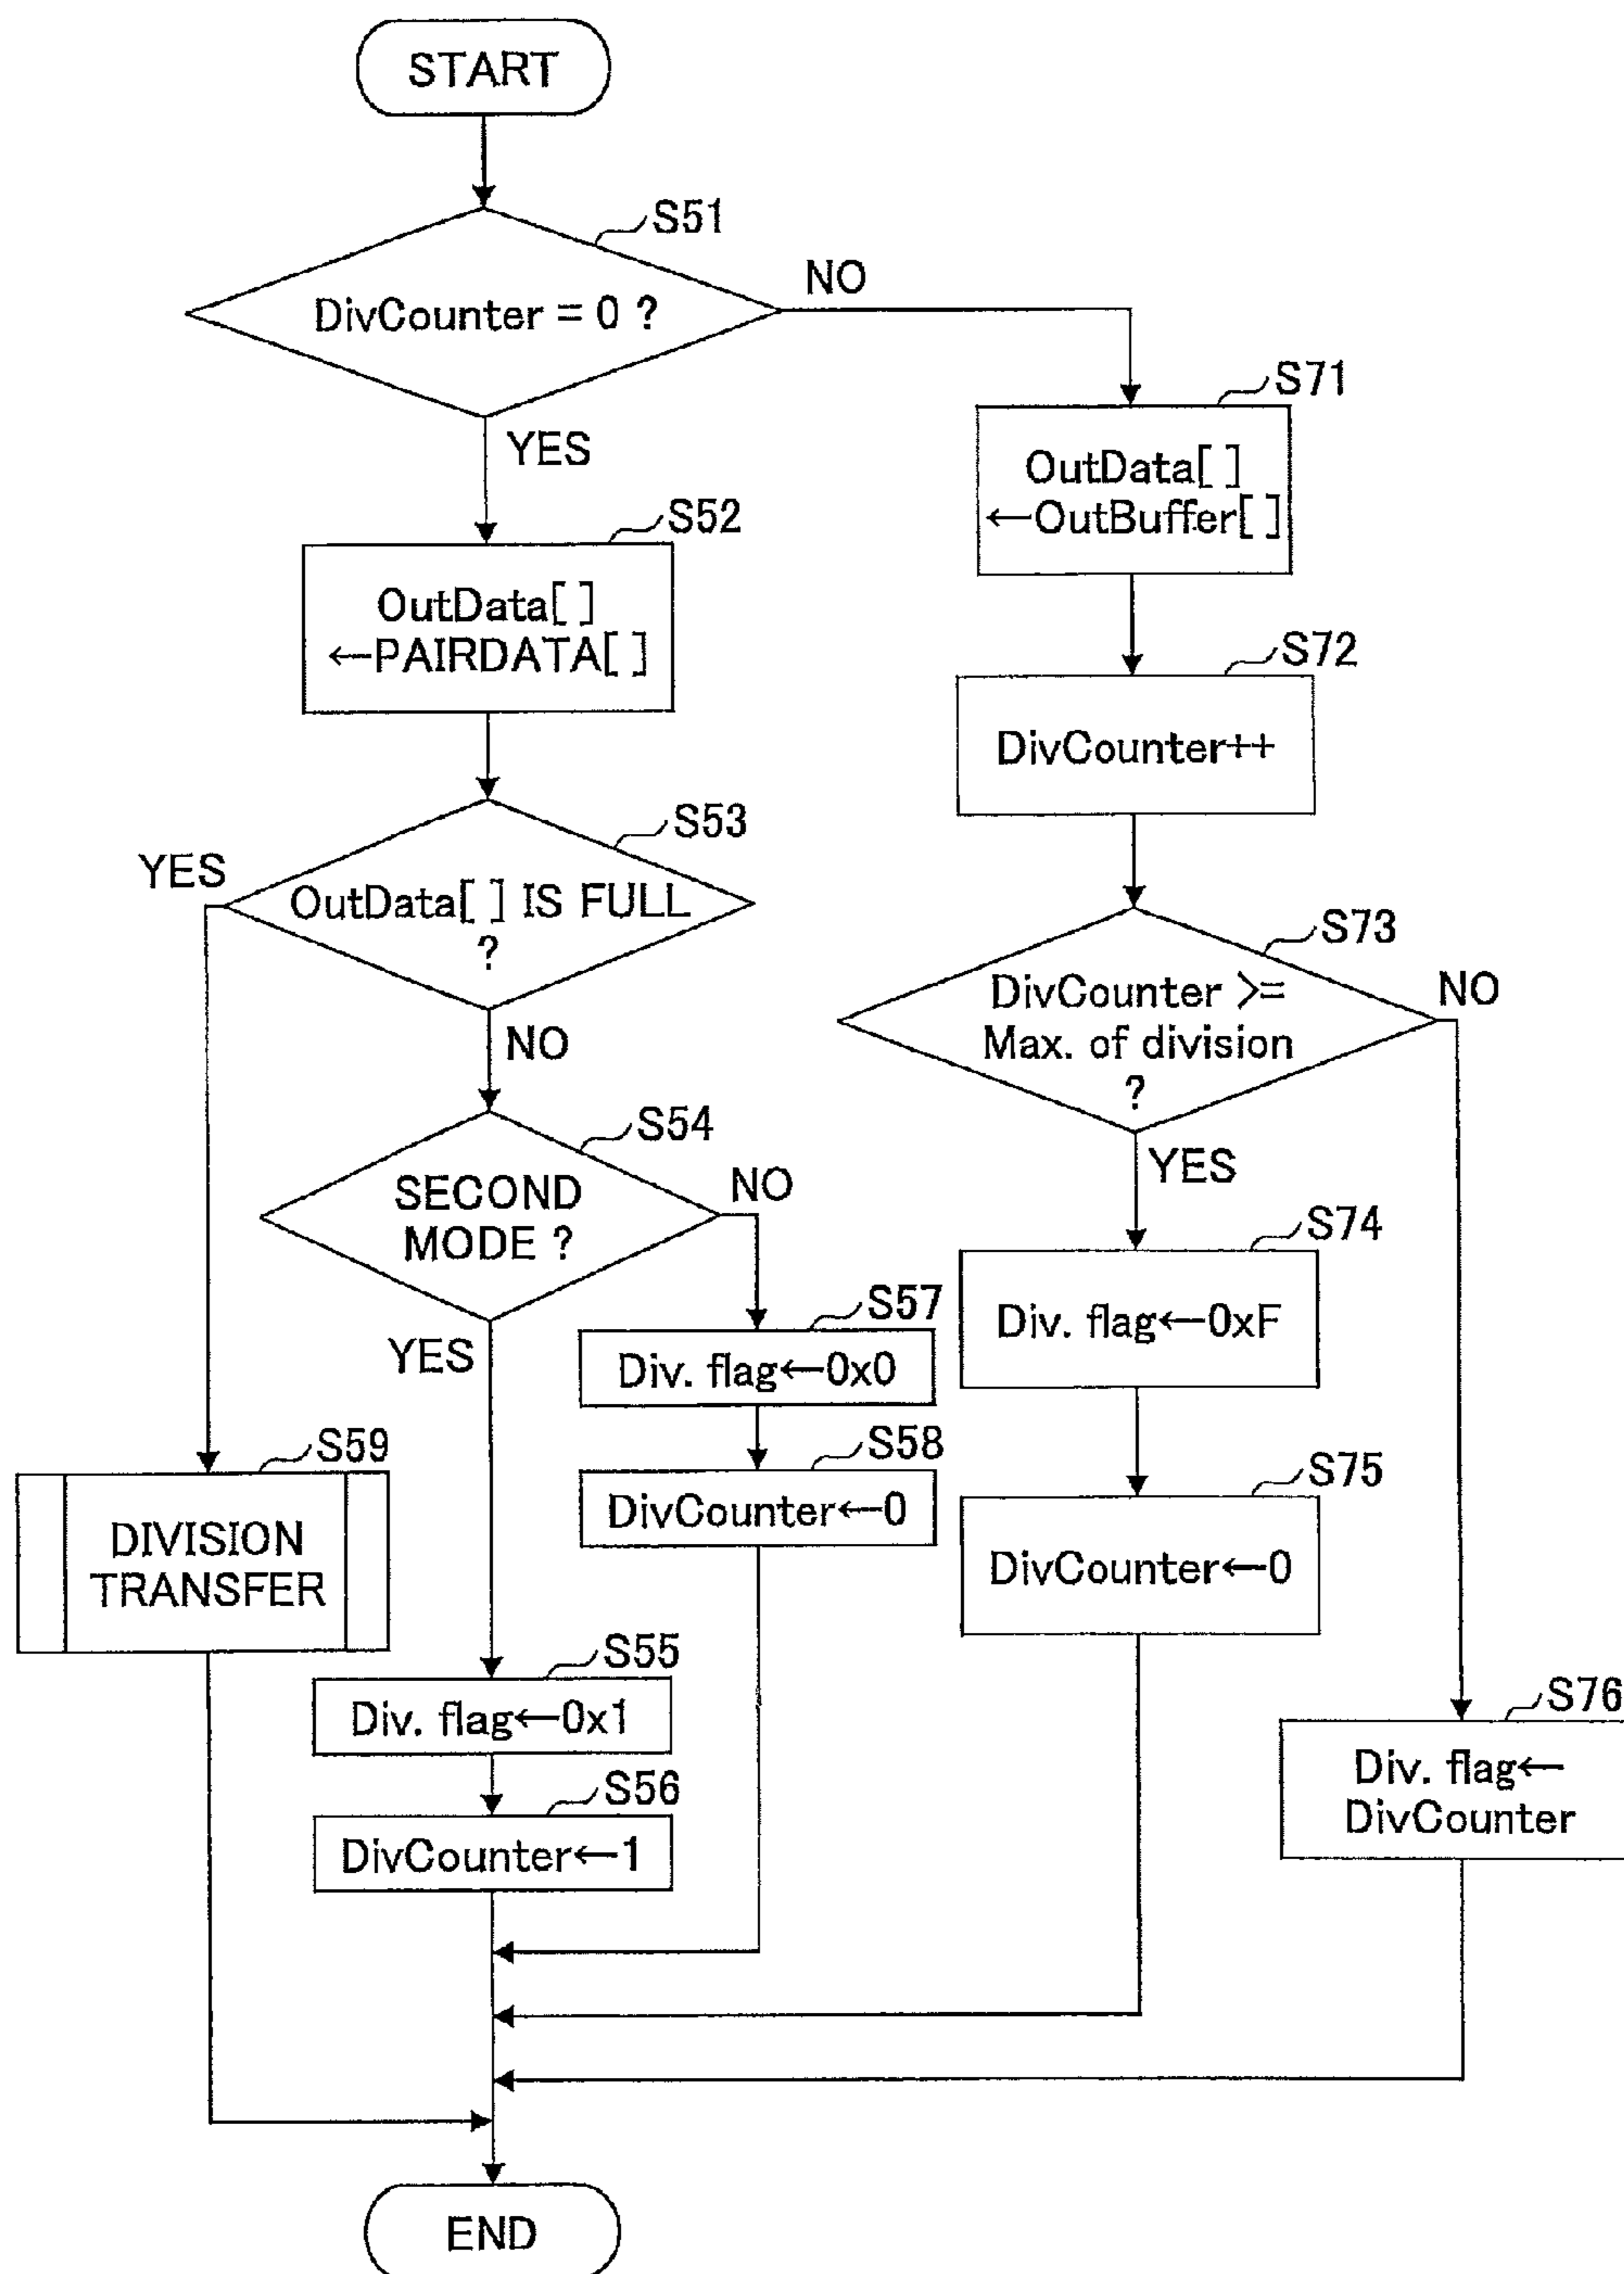 START
S51
DivCounter = 0 ?
NO
YES
S71
OutData[ ]
←OutBuffer[ ]
S52
OutData[ ]
←PAIRDATA[ ]
S72
DivCounter++
S53
YES
OutData[ ] IS FULL
?
NO
S73
DivCounter >=
Max. of division
?
NO
YES
S54
SECOND
MODE ?
NO
YES
S74
Div. flag←0xF
S57
Div. flag←0x0
S58
DivCounter←0
S75
DivCounter←0
S59
DIVISION
TRANSFER
S55
Div. flag←0x1
S56
DivCounter←1
S76
Div. flag←
DivCounter
END